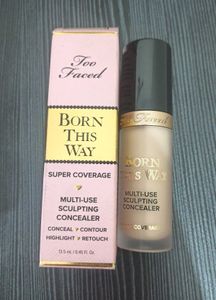 Too Faced
BORN
THIS
WAY
SUPER COVERAGE
MULTI-USE
SCULPTING
CONCEALER
CONCEAL CONTOUR
HIGHLIGHT RETOUCH
13.5 ml / 0.45 fl. Oz.
Too Faced
BORN
THIS WAY
MULTI-USE
SCULPTING
CONCEALER